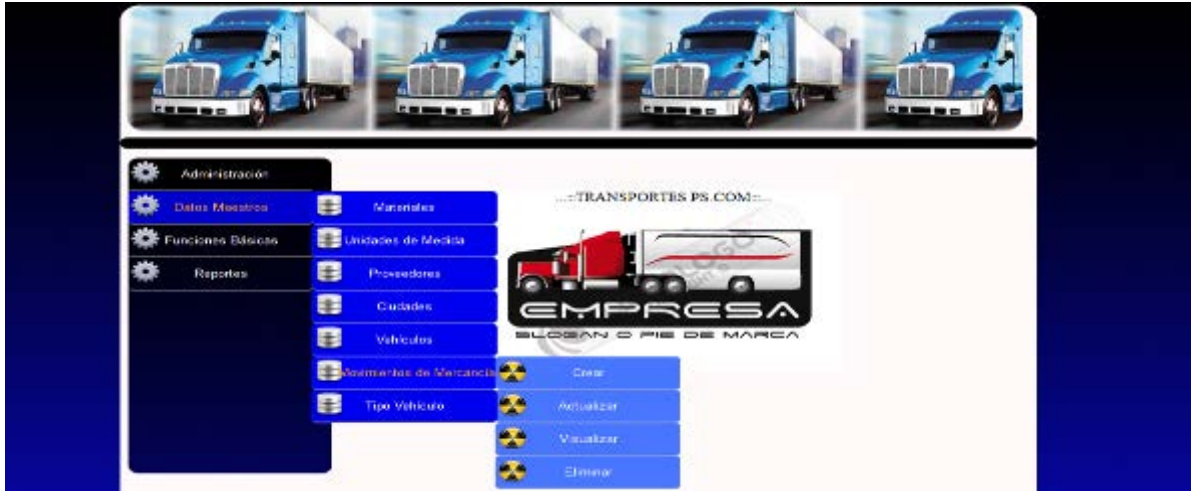 Administración
Datos Maestros
Funciones Básicas
Reportes
Materiales
Unidades de Medida
Proveedores
Ciudades
Vehículos
Movimientos de Mercancía
Tipo Vehículo
Crear
Actualizar
Visualizar
Eliminar
...::TRANSPORTES PS.COM::...
LOGO
EMPRESA
SLOGAN O PIE DE MARCA